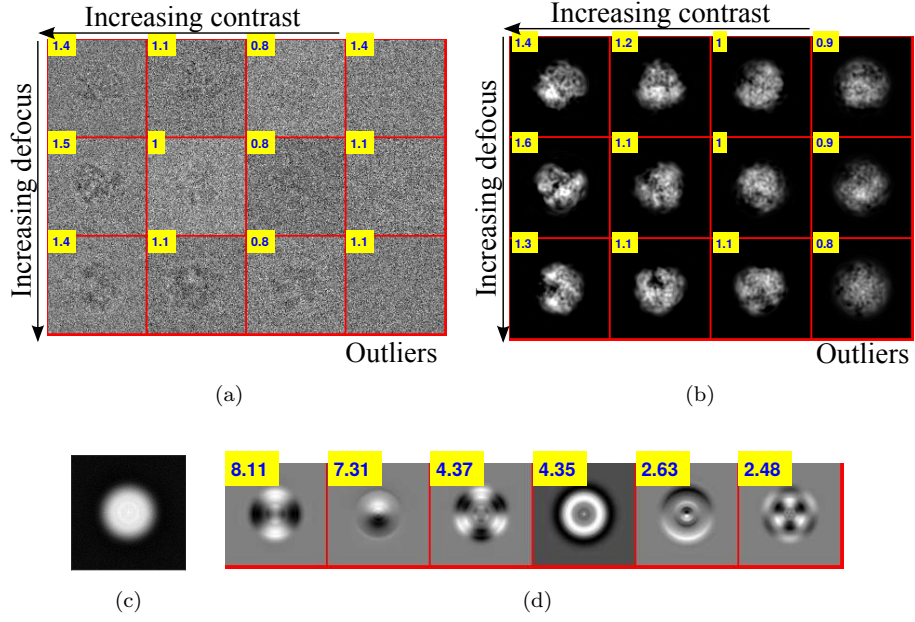 Increasing contrast
Increasing defocus
1.4 1.1 0.8 1.4
1.5 1 0.8 1.1
1.4 1.1 0.8 1.1
Outliers
(a)
Increasing contrast
Increasing defocus
1.4 1.2 1 0.9
1.6 1.1 1 0.9
1.3 1.1 1.1 0.8
Outliers
(b)
(c)
8.11 7.31 4.37 4.35 2.63 2.48
(d)